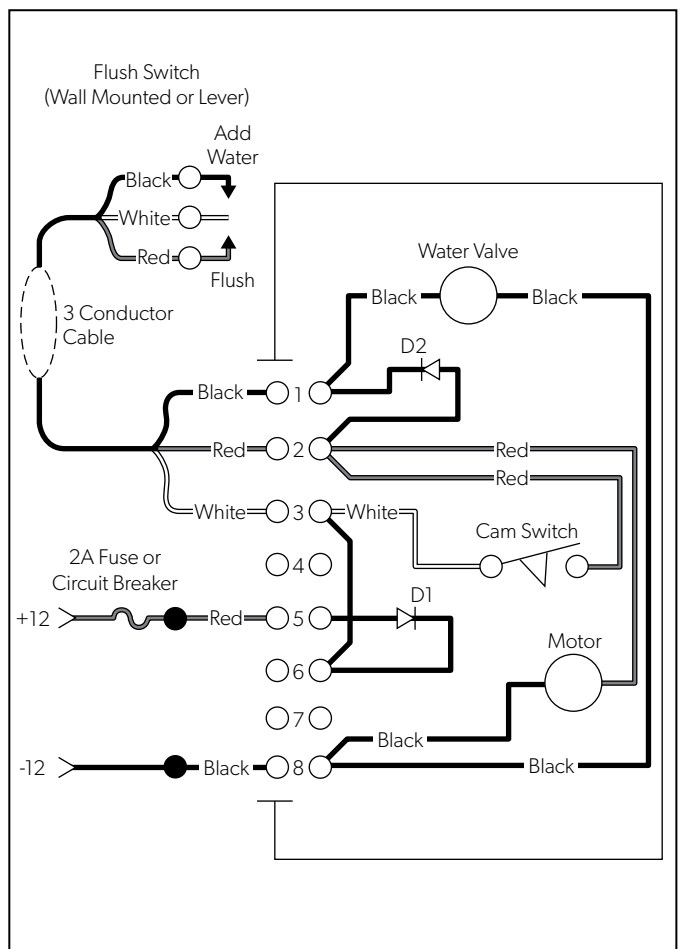 Flush Switch
(Wall Mounted or Lever)
Add
Water
Black
White
Red
Flush
3 Conductor
Cable
Water Valve
Black
Black
D2
Black
1
Red
2
Red
Red
White
3
White
Cam Switch
4
2A Fuse or
Circuit Breaker
+12
Red
5
D1
6
Motor
7
Black
-12
Black
8
Black